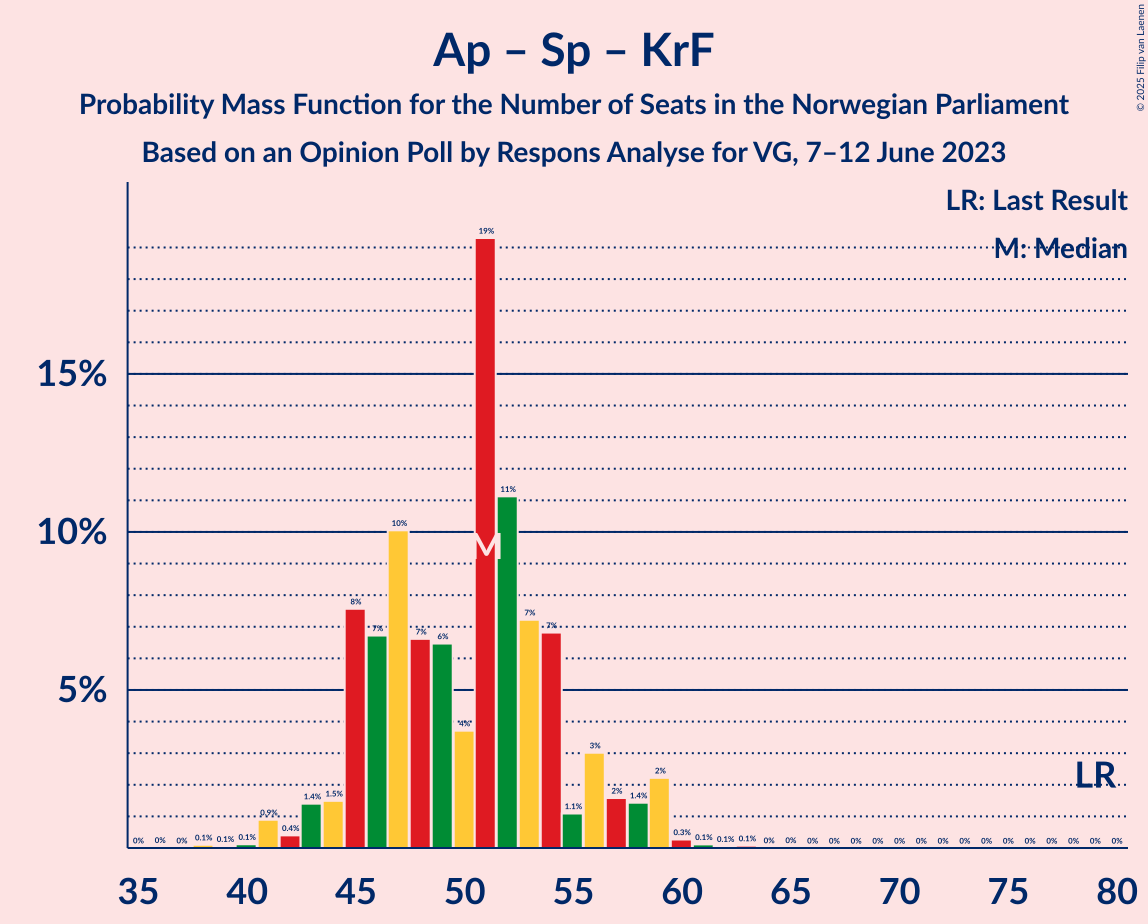 © 2025 Filip van Laenen
Ap – Sp – KrF
Probability Mass Function for the Number of Seats in the Norwegian Parliament
Based on an Opinion Poll by Respons Analyse for VG, 7–12 June 2023
LR: Last Result
M: Median
15%
10%
5%
0% 0% 0% 0.1% 0.1% 0.1% 0.9% 0.4% 1.4% 1.5% 8% 7% 10% 7% 6% 4% 19% 11% 7% 7% 1.1% 3% 2% 1.4% 2% 0.3% 0.1% 0.1% 0.1% 0% 0% 0% 0% 0% 0% 0% 0% 0% 0% 0% 0% 0% 0% 0% 0% 0%
M
LR
35 40 45 50 55 60 65 70 75 80